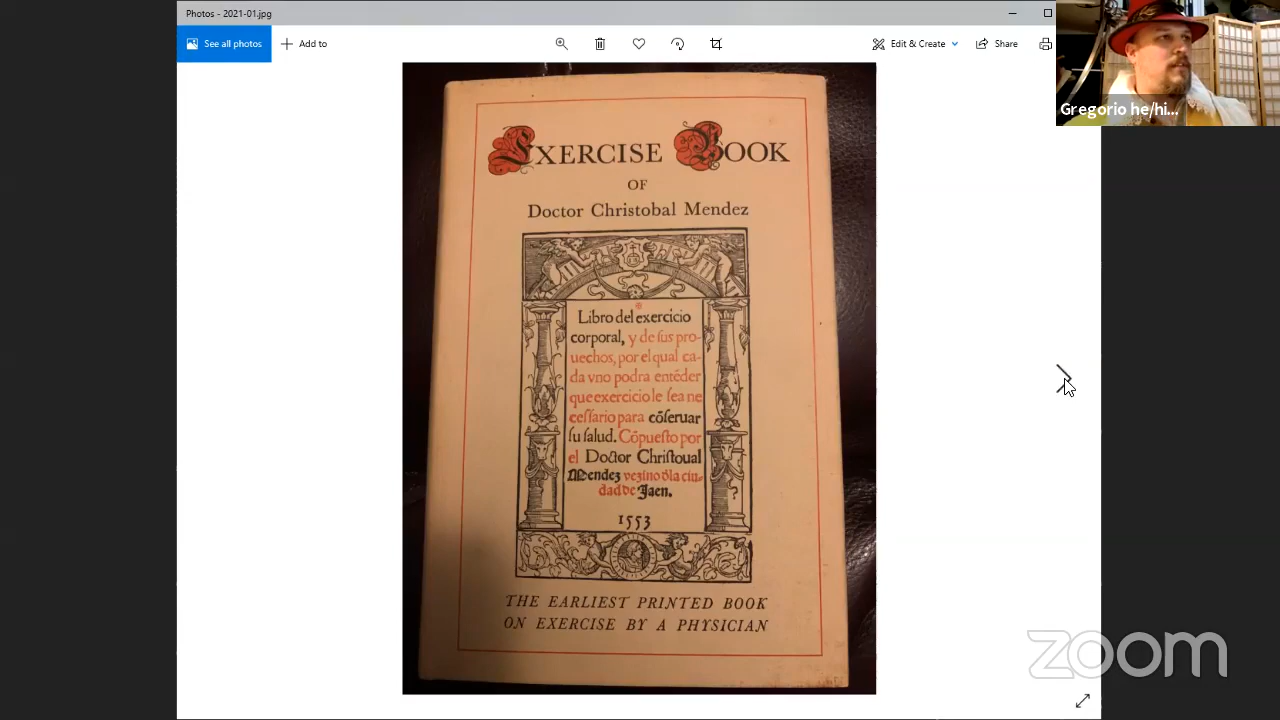 Photos - 2021-01.jpg
See all photos
Add to
Edit & Create
Share
Gregorio he/hi...
EXERCISE BOOK
OF
Doctor Christobal Mendez
Libro del exercicio
corporal, y de sus pro-
uechos, por el qual ca-
da vno podra entẽder
que exercicio le sea ne
cessario para cõseruar
su salud. Cõpuesto por
el Doctor Christoual
Mendez vezino dla ciu-
dad de Jaen.
1553
THE EARLIEST PRINTED BOOK
ON EXERCISE BY A PHYSICIAN
zoom